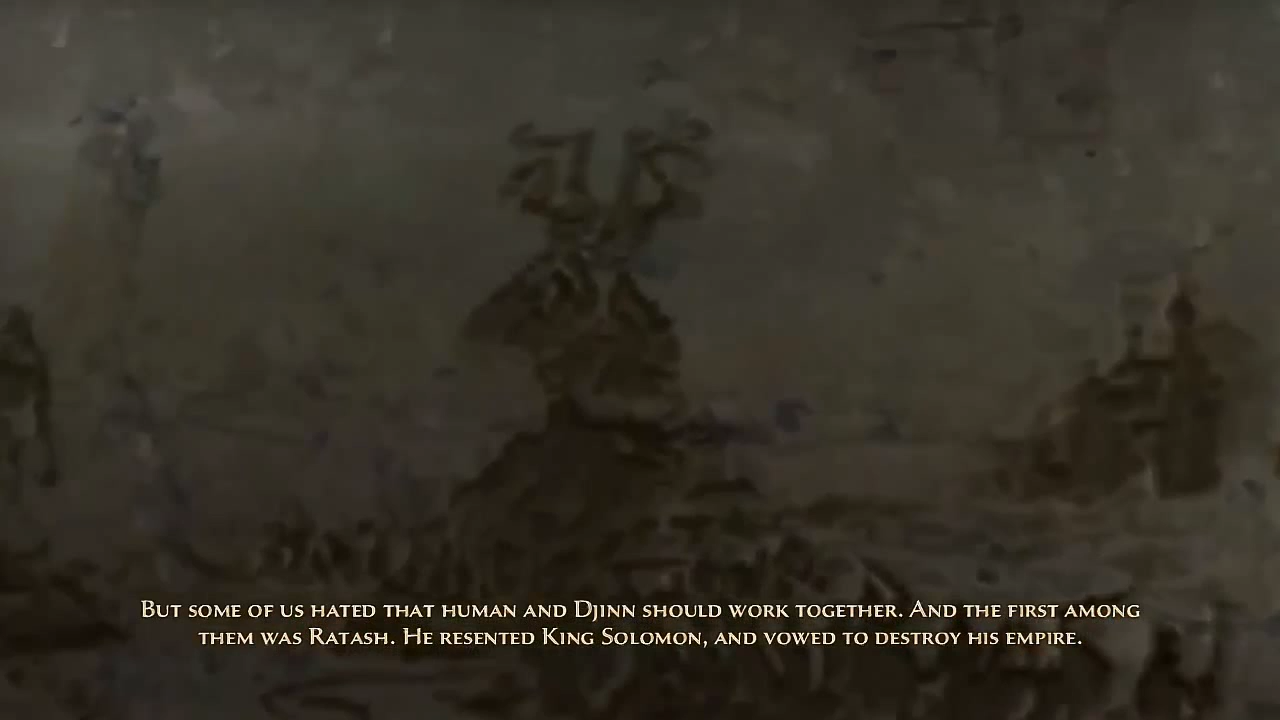 But some of us hated that human and Djinn should work together. And the first among
them was Ratash. He resented King Solomon, and vowed to destroy his empire.